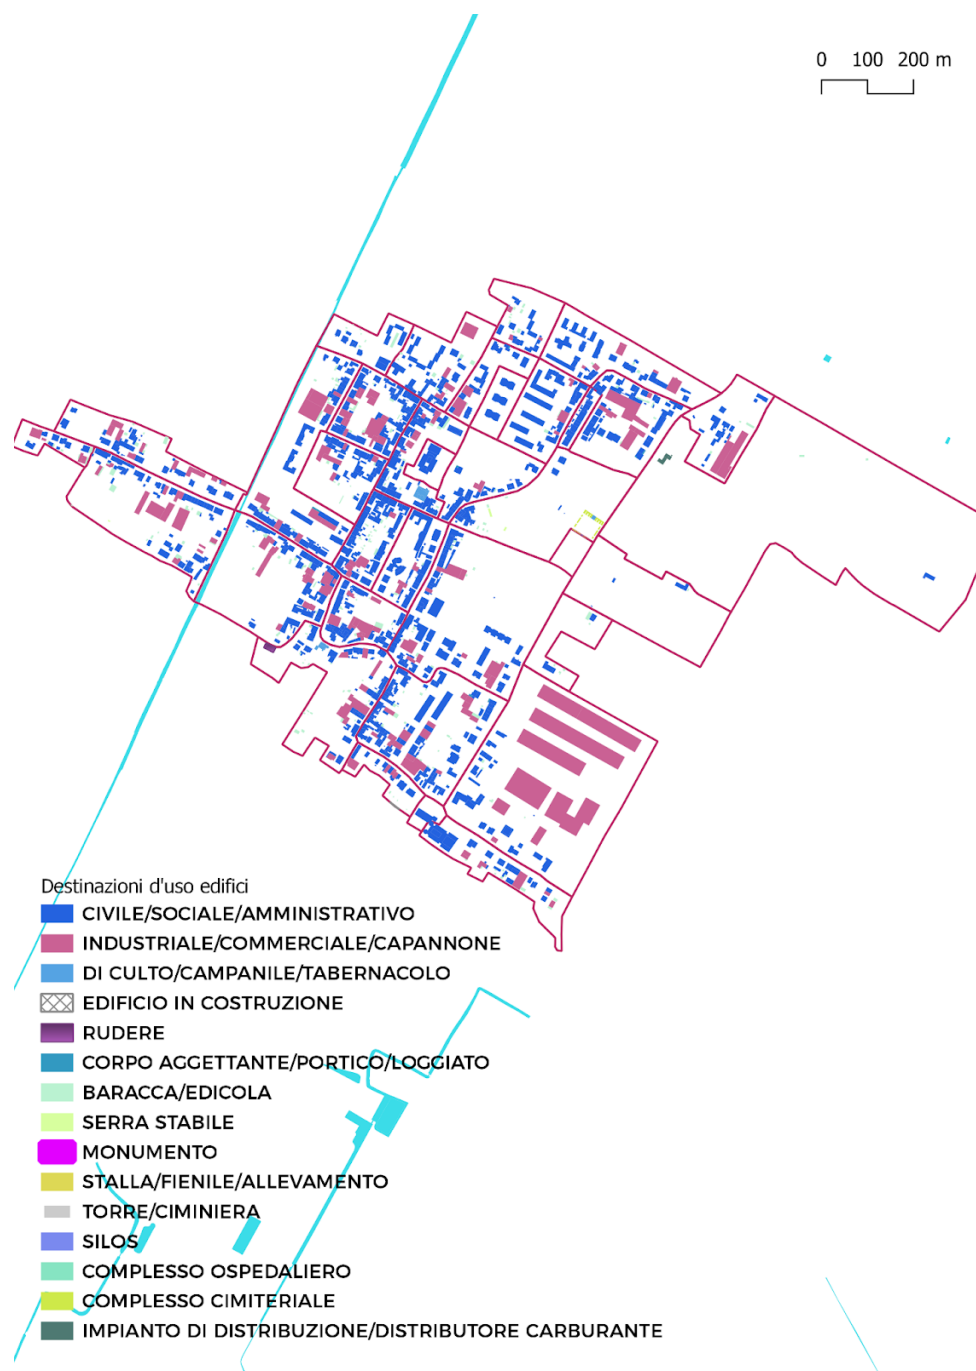 0 100 200 m
Destinazioni d'uso edifici
CIVILE/SOCIALE/AMMINISTRATIVO
INDUSTRIALE/COMMERCIALE/CAPANNONE
DI CULTO/CAMPANILE/TABERNACOLO
EDIFICIO IN COSTRUZIONE
RUDERE
CORPO AGGETTANTE/PORTICO/LOGGIATO
BARACCA/EDICOLA
SERRA STABILE
MONUMENTO
STALLA/FIENILE/ALLEVAMENTO
TORRE/CIMINIERA
SILOS
COMPLESSO OSPEDALIERO
COMPLESSO CIMITERIALE
IMPIANTO DI DISTRIBUZIONE/DISTRIBUTORE CARBURANTE